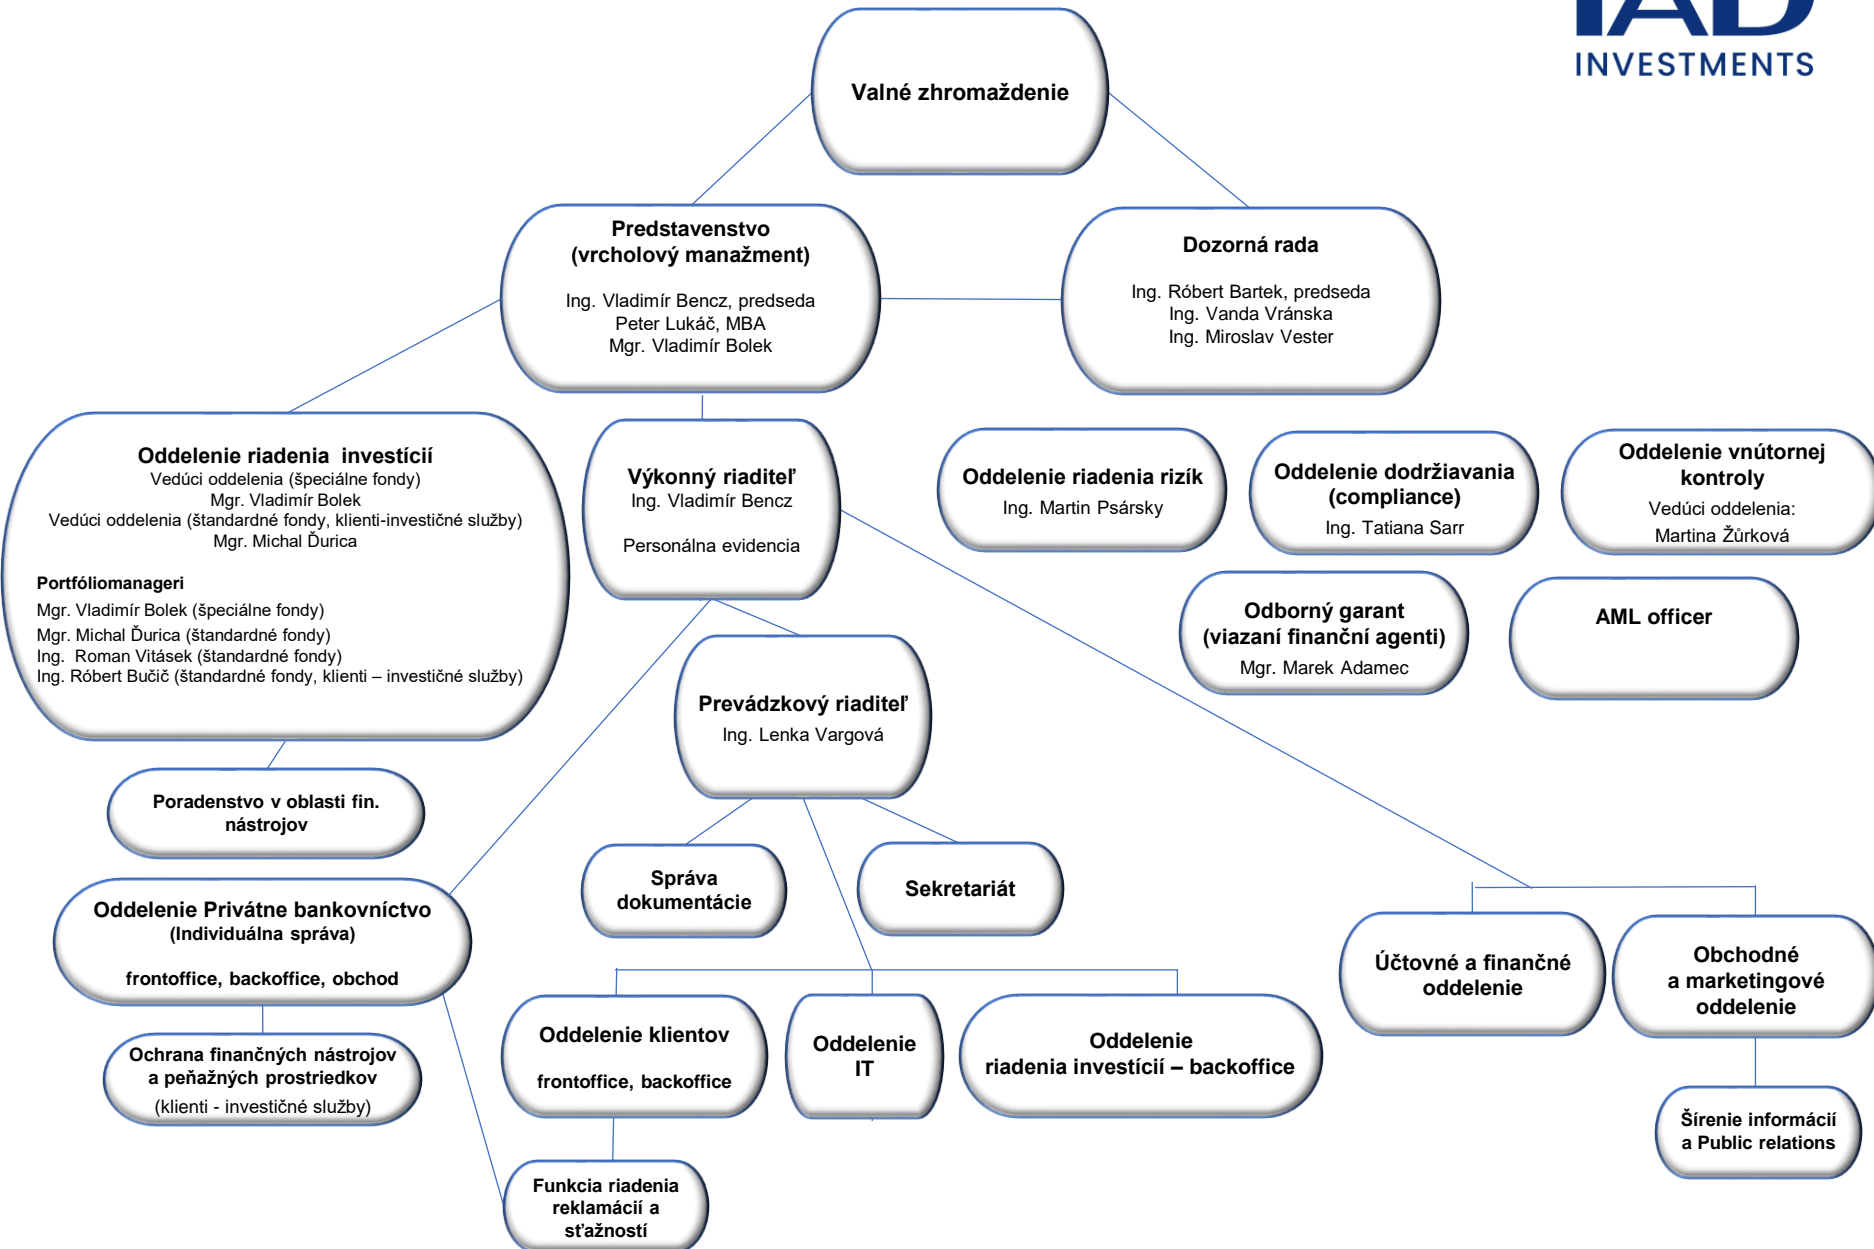 IAD
INVESTMENTS
Valné zhromaždenie
Predstavenstvo
(vrcholový manažment)
Ing. Vladimír Bencz, predseda
Peter Lukáč, MBA
Mgr. Vladimír Bolek
Dozorná rada
Ing. Róbert Bartek, predseda
Ing. Vanda Vránska
Ing. Miroslav Vester
Oddelenie riadenia investícií
Vedúci oddelenia (špeciálne fondy)
Mgr. Vladimír Bolek
Vedúci oddelenia (štandardné fondy, klienti-investičné služby)
Mgr. Michal Ďurica
Portfóliomanageri
Mgr. Vladimír Bolek (špeciálne fondy)
Mgr. Michal Ďurica (štandardné fondy)
Ing. Roman Vitásek (štandardné fondy)
Ing. Róbert Bučič (štandardné fondy, klienti – investičné služby)
Výkonný riaditeľ
Ing. Vladimír Bencz
Personálna evidencia
Oddelenie riadenia rizík
Ing. Martin Psársky
Oddelenie dodržiavania
(compliance)
Ing. Tatiana Sarr
Oddelenie vnútornej
kontroly
Vedúci oddelenia:
Martina Žůrková
Odborný garant
(viazaní finanční agenti)
Mgr. Marek Adamec
AML officer
Prevádzkový riaditeľ
Ing. Lenka Vargová
Poradenstvo v oblasti fin.
nástrojov
Správa
dokumentácie
Sekretariát
Oddelenie Privátne bankovníctvo
(Individuálna správa)
frontoffice, backoffice, obchod
Účtovné a finančné
oddelenie
Obchodné
a marketingové
oddelenie
Ochrana finančných nástrojov
a peňažných prostriedkov
(klienti - investičné služby)
Oddelenie klientov
frontoffice, backoffice
Oddelenie
IT
Oddelenie
riadenia investícií – backoffice
Šírenie informácií
a Public relations
Funkcia riadenia
reklamácií a
sťažností